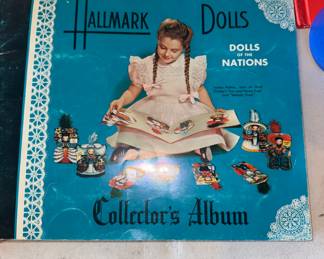 HALLMARK DOLLS
DOLLS
OF THE
NATIONS
Collector's Album